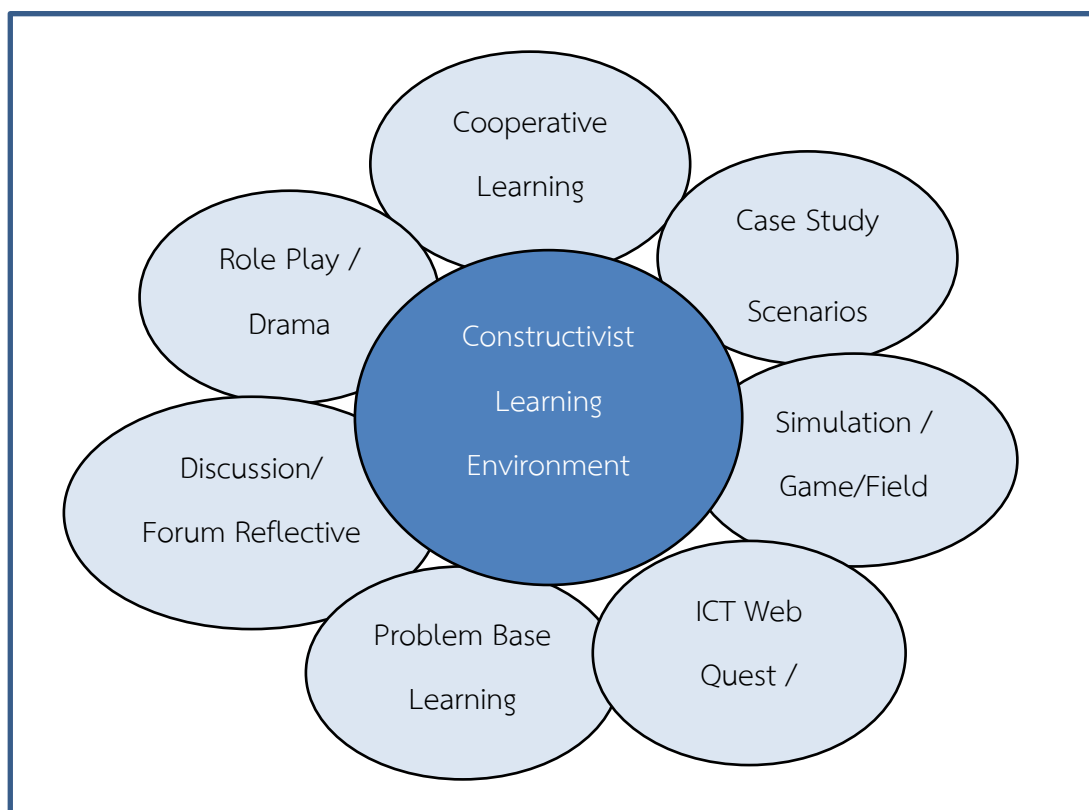 Cooperative
Learning
Case Study
Scenarios
Role Play /
Drama
Constructivist
Learning
Environment
Simulation /
Game/Field
Discussion/
Forum Reflective
ICT Web
Quest /
Problem Base
Learning